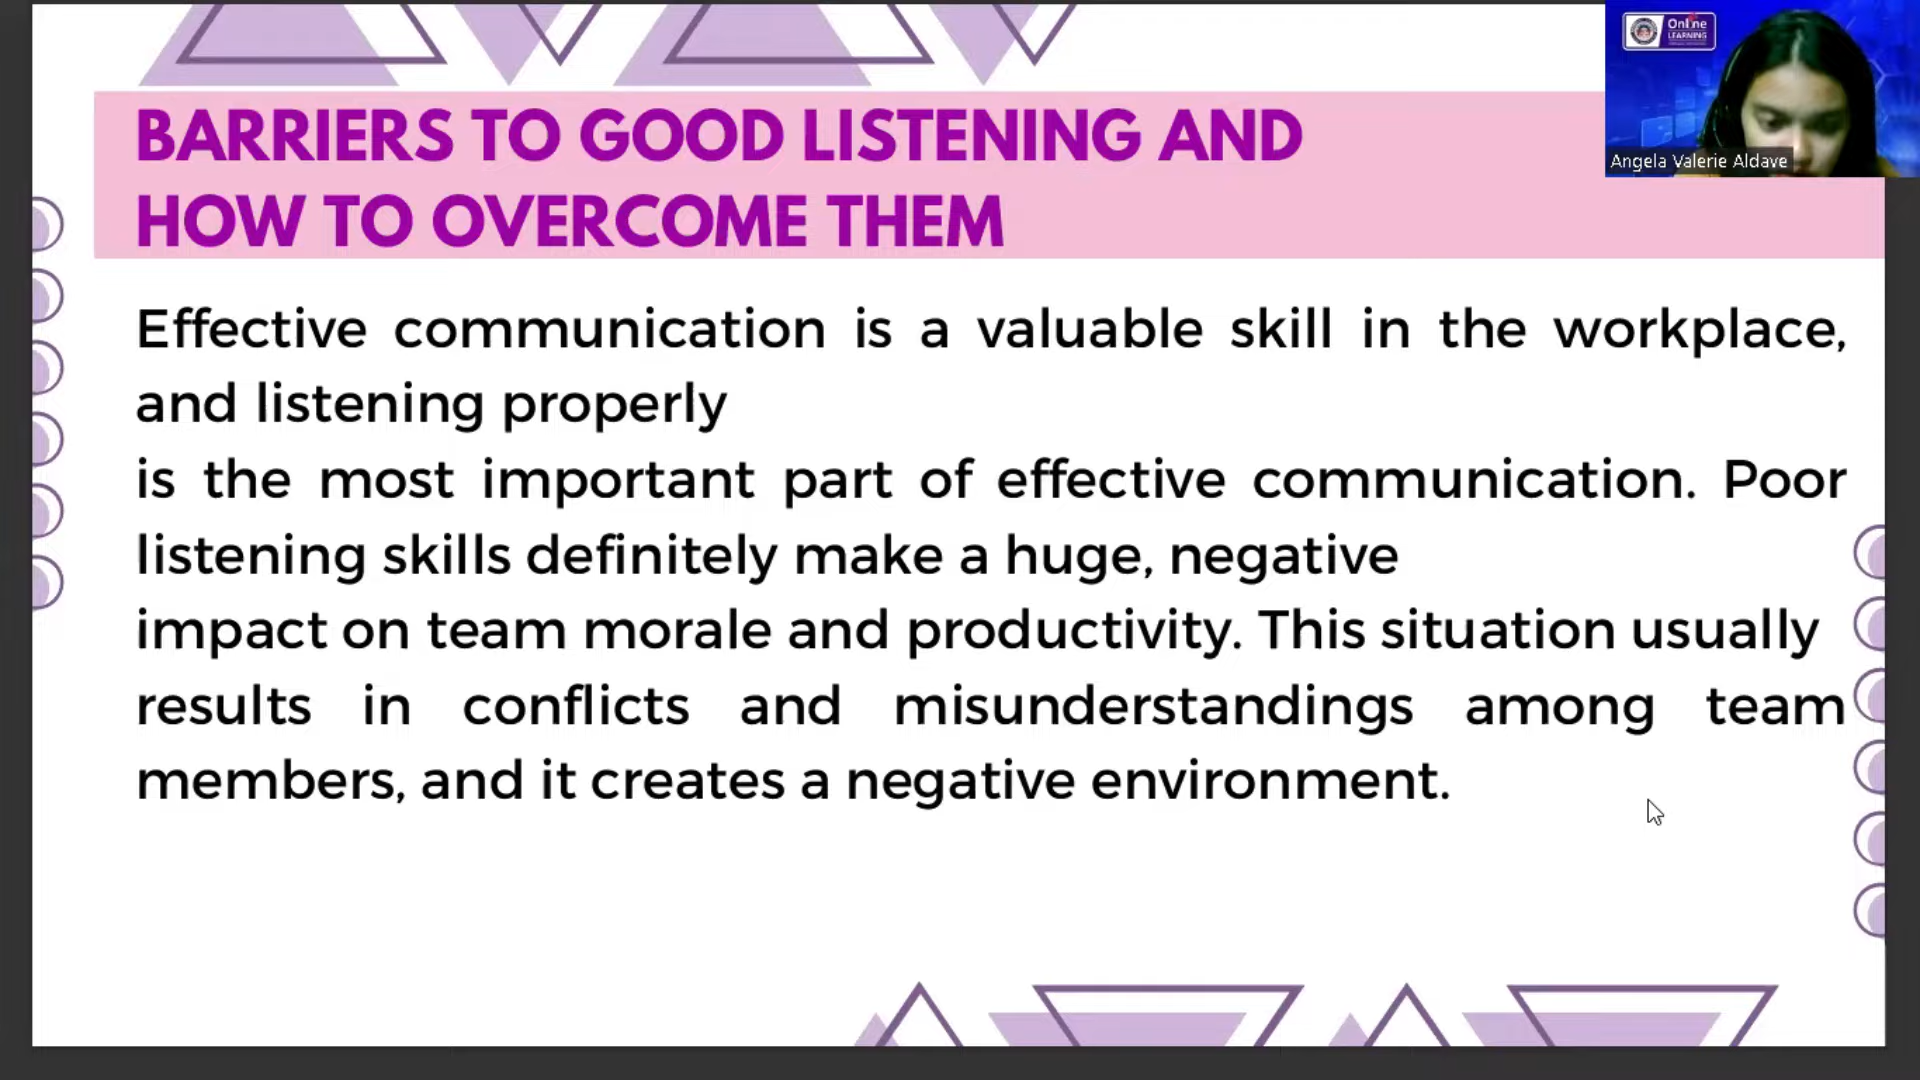 BARRIERS TO GOOD LISTENING AND
HOW TO OVERCOME THEM
Online
LEARNING
Angela Valerie Aldave
Effective communication is a valuable skill in the workplace,
and listening properly
is the most important part of effective communication. Poor
listening skills definitely make a huge, negative
impact on team morale and productivity. This situation usually
results in conflicts and misunderstandings among team
members, and it creates a negative environment.